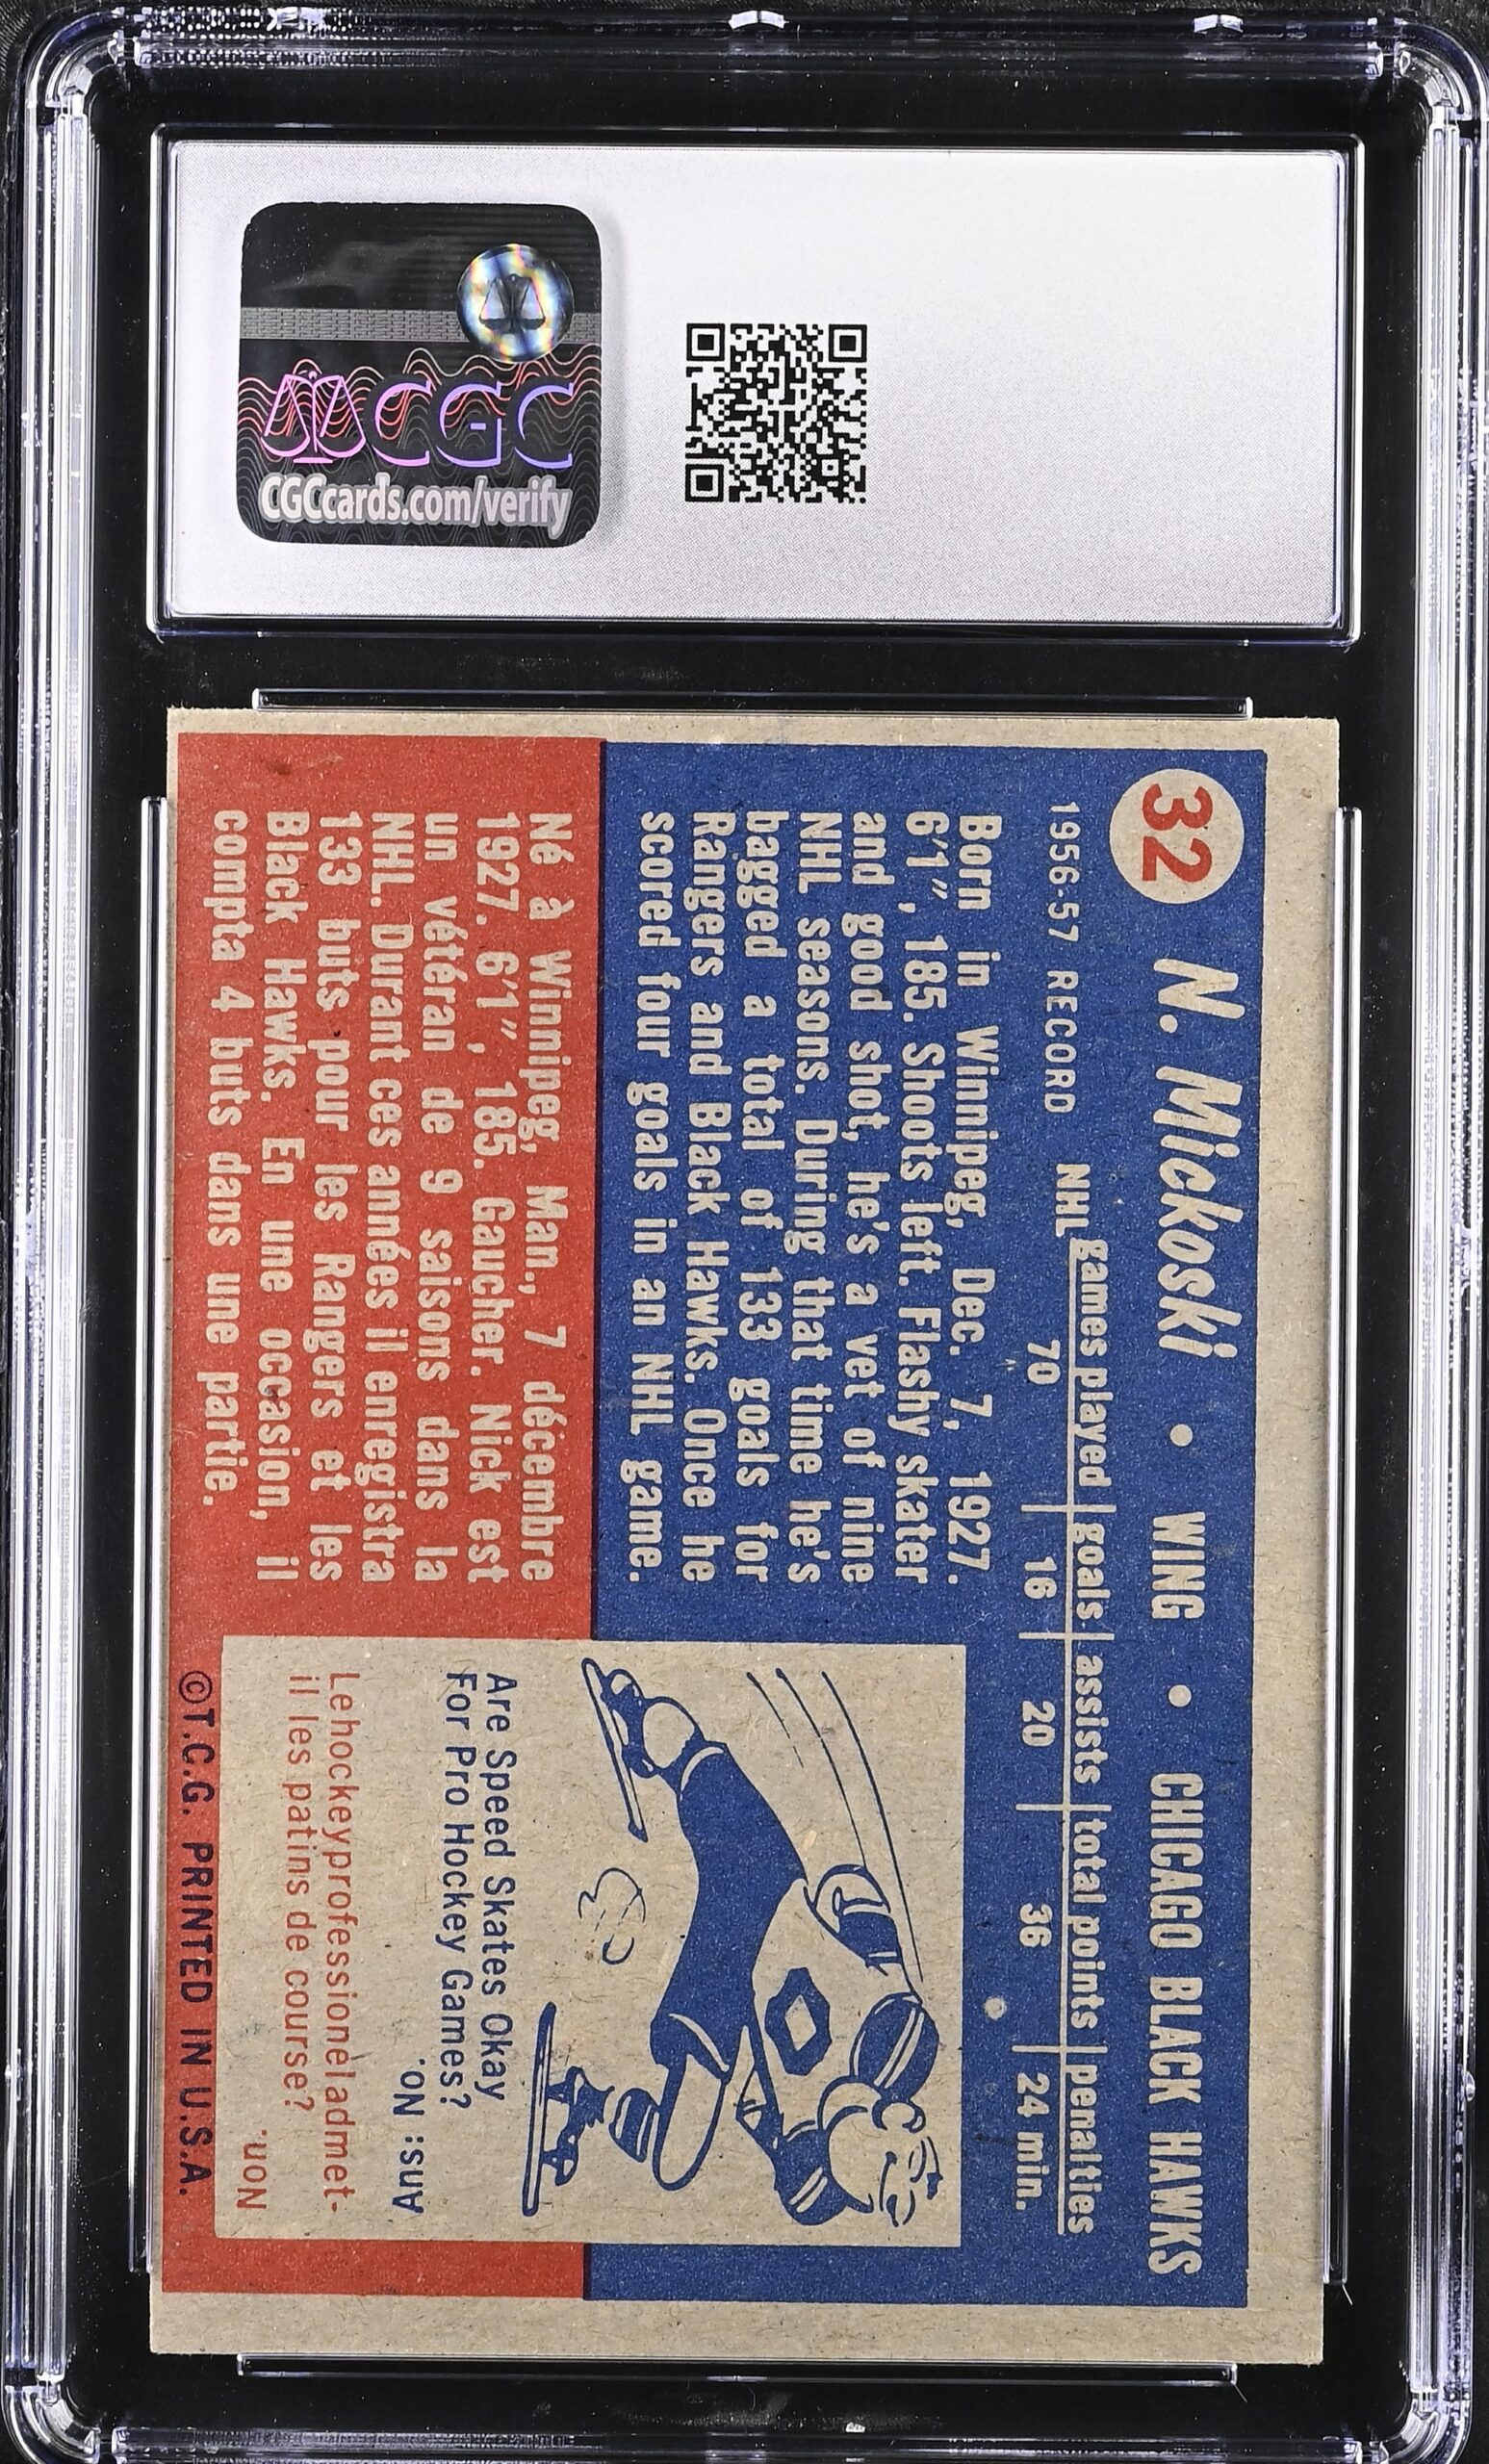 CGC
CGCcards.com/verify
32 N. Mickoski • WING • CHICAGO BLACK HAWKS
1956-57 RECORD NHL games played goals assists total points penalties
70 16 20 36 24 min.
Born in Winnipeg, Dec. 7, 1927.
6'1", 185. Shoots left. Flashy skater
and good shot, he's a vet of nine
NHL seasons. During that time he's
bagged a total of 133 goals for
Rangers and Black Hawks. Once he
scored four goals in an NHL game.
Né à Winnipeg, Man., 7 décembre
1927. 6'1", 185. Gaucher. Nick est
un vétéran de 9 saisons dans la
NHL. Durant ces années il enregistra
133 buts pour les Rangers et les
Black Hawks. En une occasion, il
compta 4 buts dans une partie.
Are Speed Skates Okay
For Pro Hockey Games?
Ans: NO.
Le hockey professionel admet-
il les patins de course?
Non.
©T.C.G. PRINTED IN U.S.A.